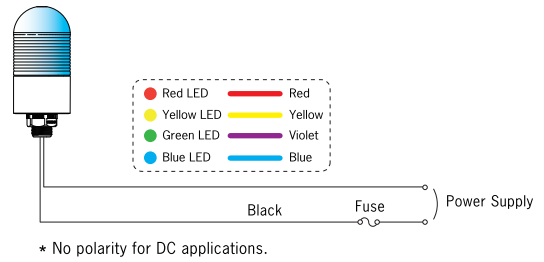 Red LED Red
Yellow LED Yellow
Green LED Violet
Blue LED Blue
Power Supply
Black Fuse
* No polarity for DC applications.